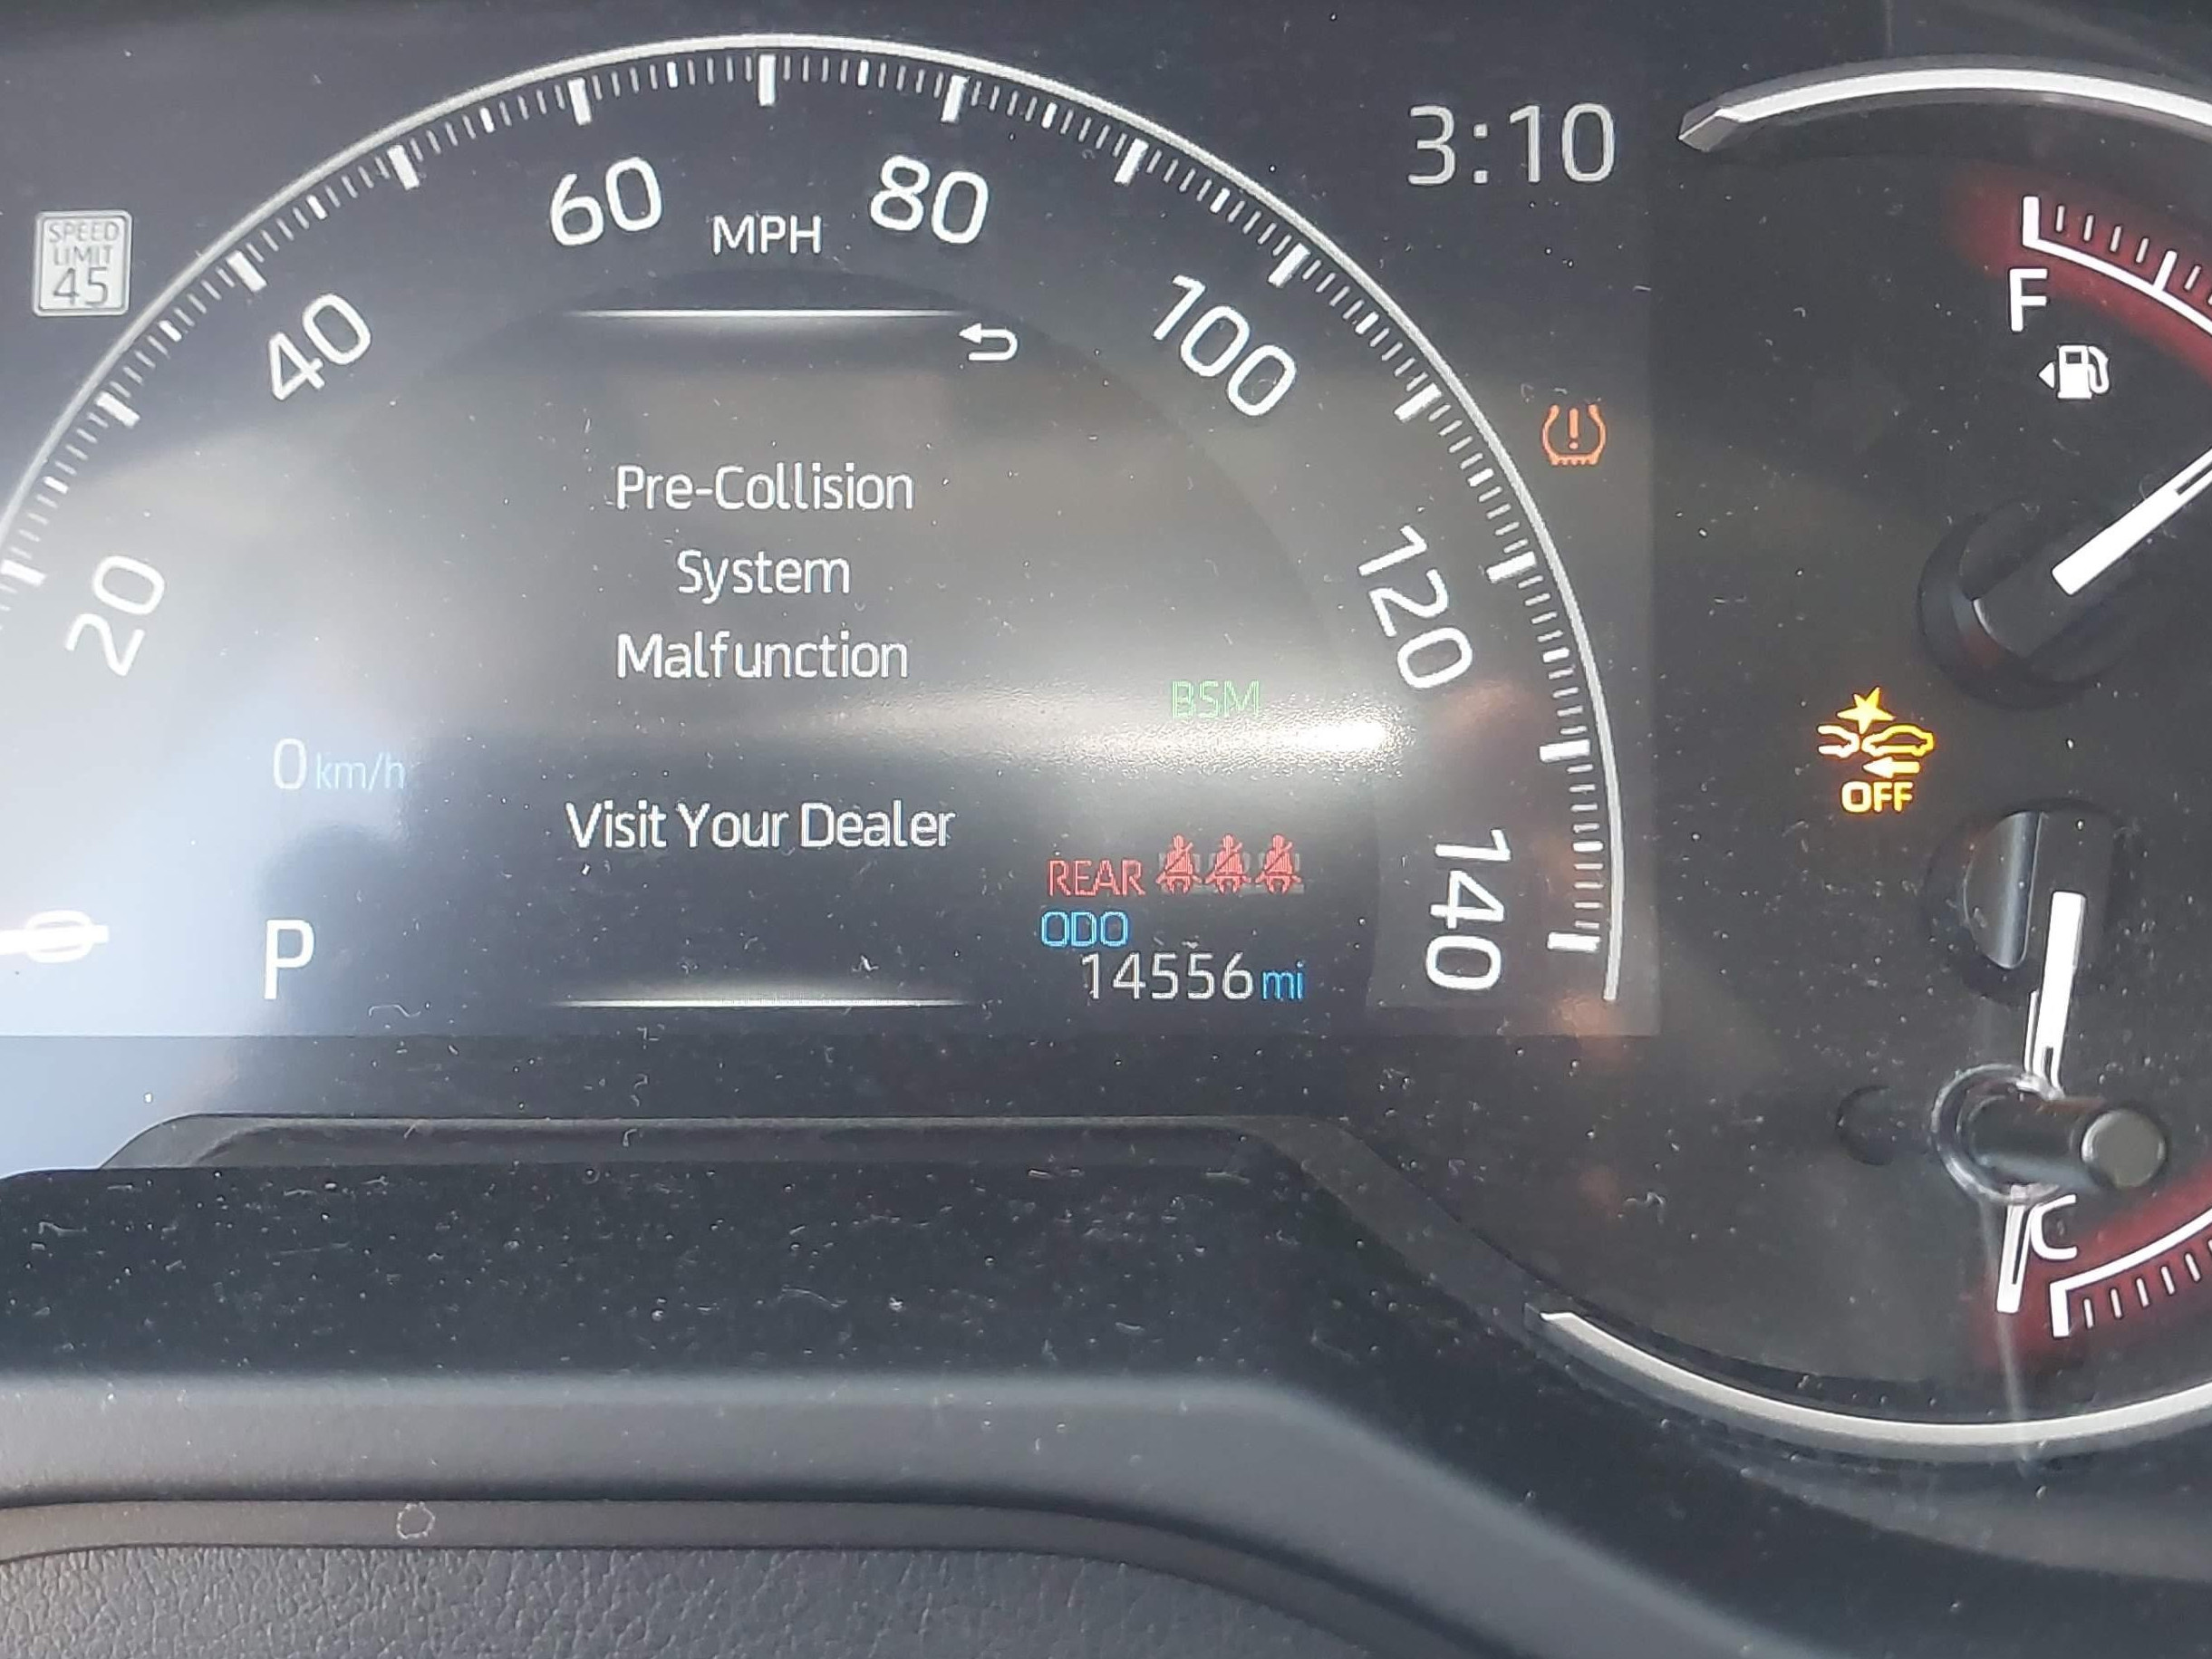 3:10
SPEED
LIMIT
45
20
40
60
MPH
80
100
120
140
F
Pre-Collision
System
Malfunction
BSM
0 km/h
OFF
Visit Your Dealer
REAR
ODO
P
14556 mi
C